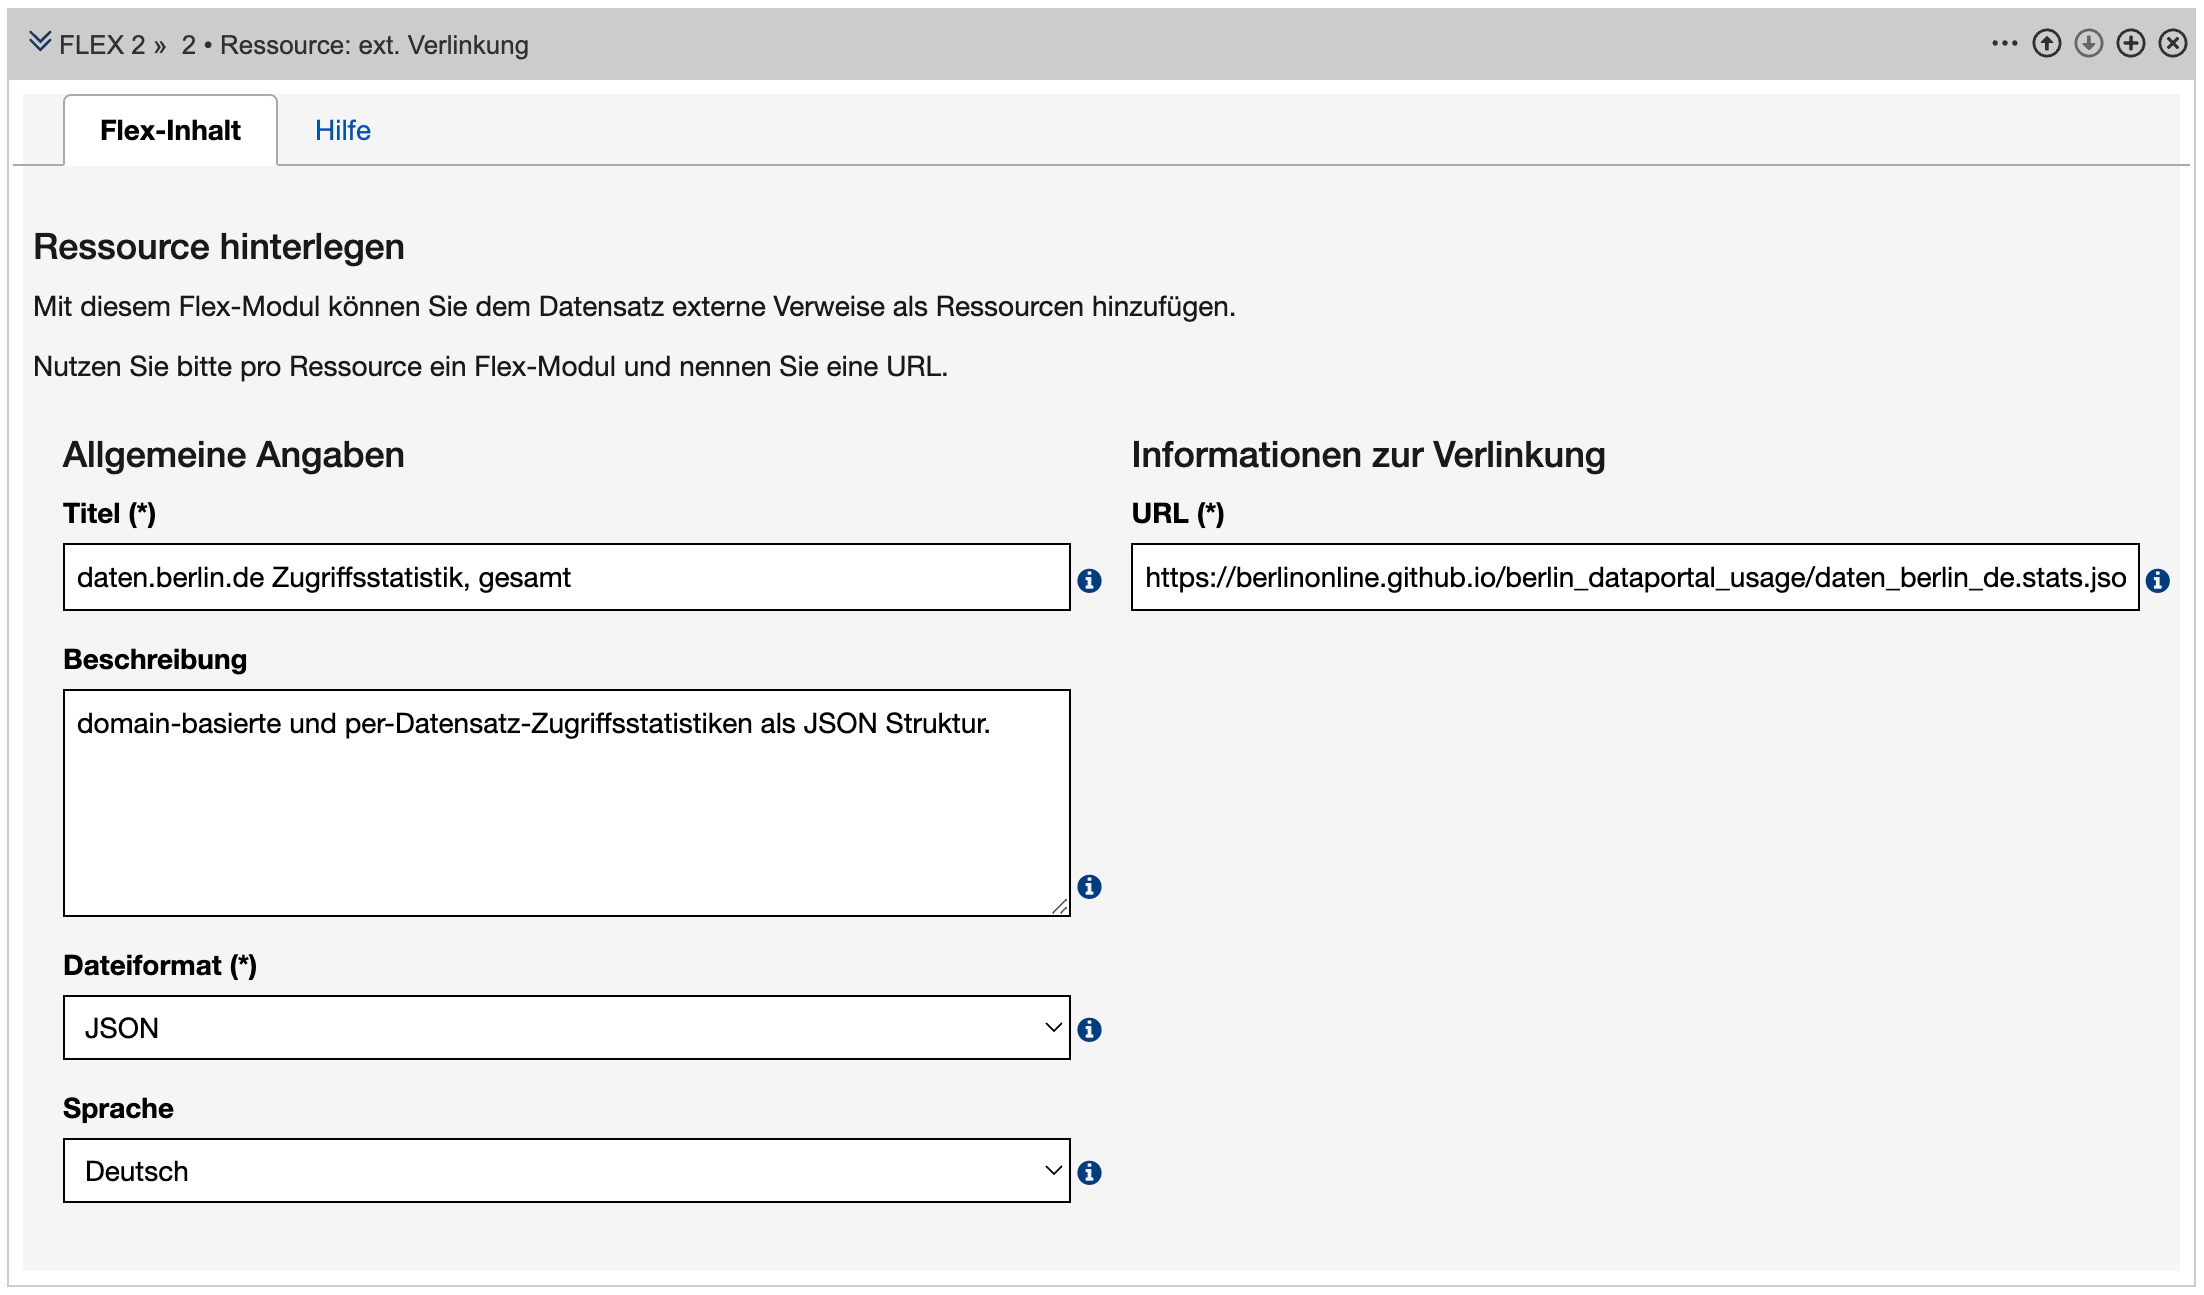 FLEX 2 » 2 • Ressource: ext. Verlinkung
Flex-Inhalt
Hilfe
Ressource hinterlegen
Mit diesem Flex-Modul können Sie dem Datensatz externe Verweise als Ressourcen hinzufügen.
Nutzen Sie bitte pro Ressource ein Flex-Modul und nennen Sie eine URL.
Allgemeine Angaben
Titel (*)
daten.berlin.de Zugriffsstatistik, gesamt
Beschreibung
domain-basierte und per-Datensatz-Zugriffsstatistiken als JSON Struktur.
Dateiformat (*)
JSON
Sprache
Deutsch
Informationen zur Verlinkung
URL (*)
https://berlinonline.github.io/berlin_dataportal_usage/daten_berlin_de.stats.jso